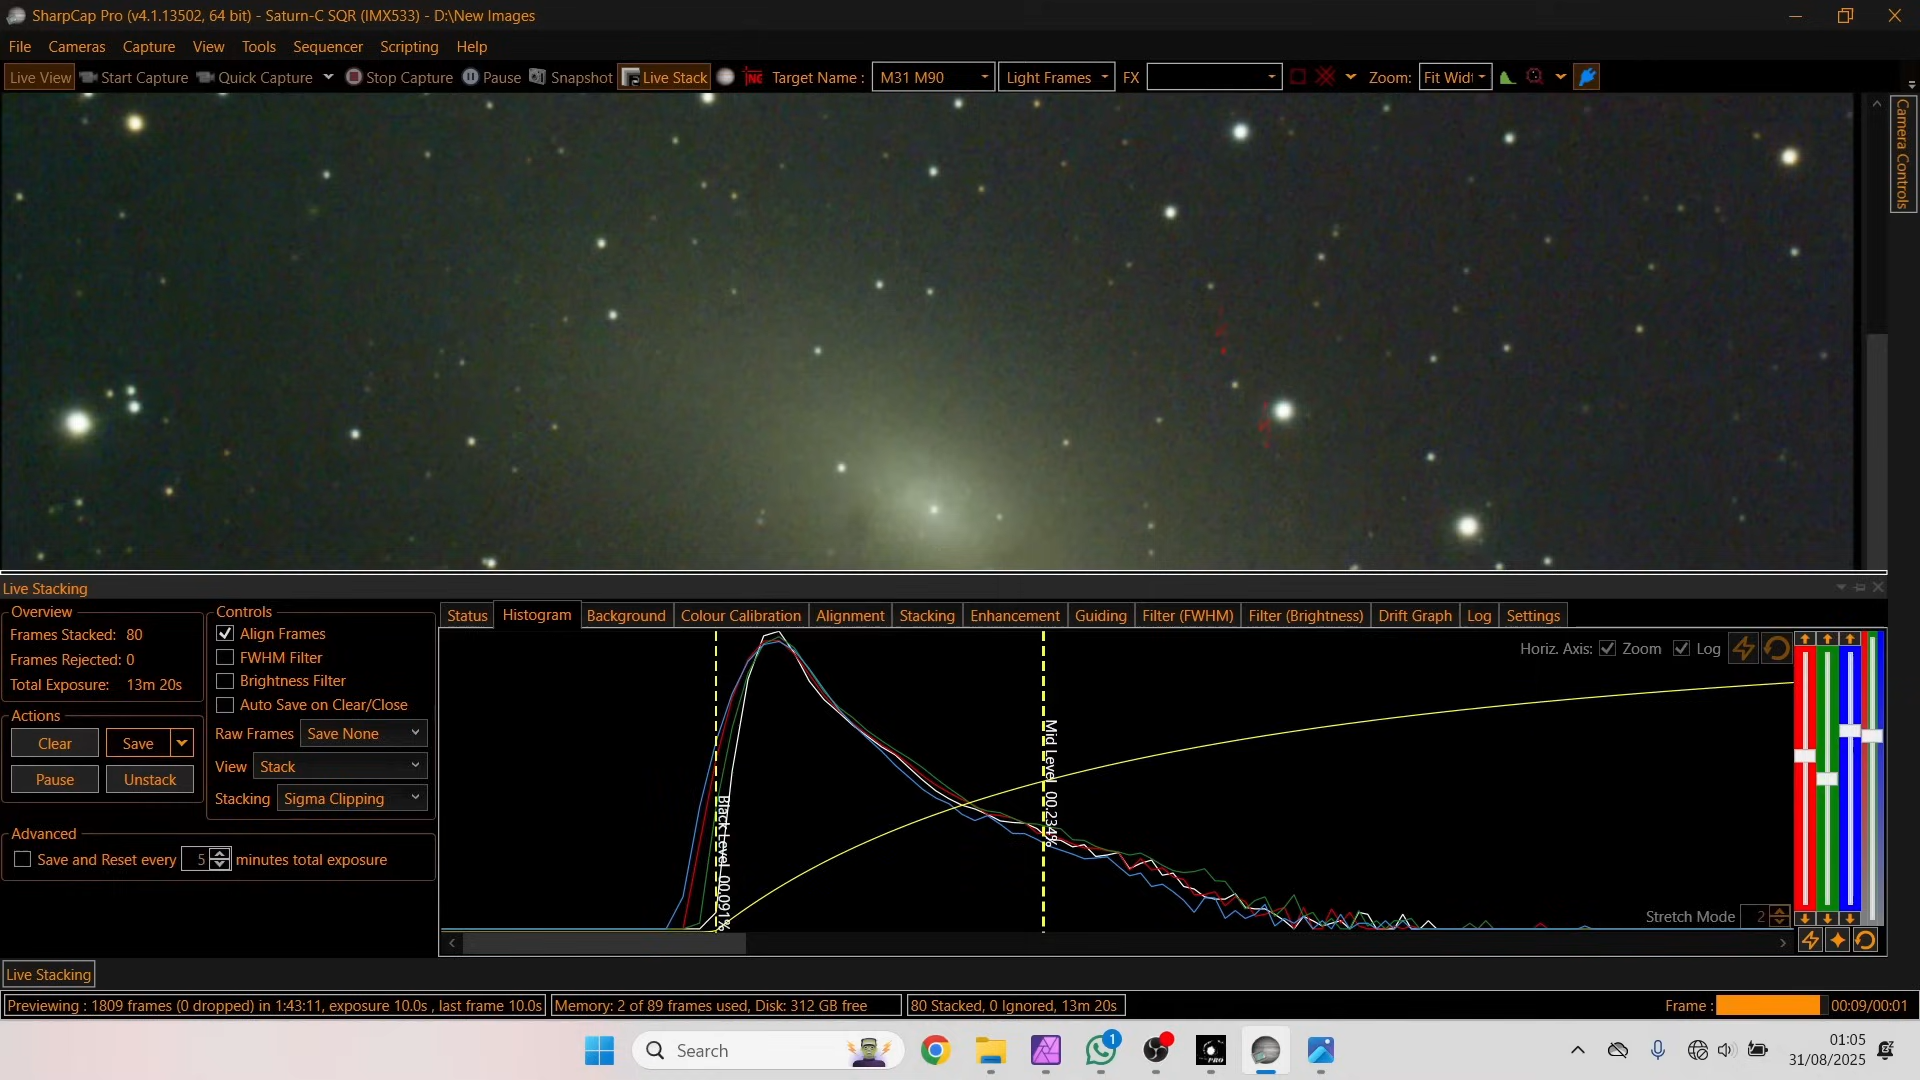 SharpCap Pro (v4.1.13502, 64 bit) - Saturn-C SQR (IMX533) - D:\New Images
File Cameras Capture View Tools Sequencer Scripting Help
Live View Start Capture Quick Capture Stop Capture Pause Snapshot Live Stack Target Name : M31 M90 Light Frames FX Zoom: Fit Widt
Camera Controls
Live Stacking
Overview
Frames Stacked: 80
Frames Rejected: 0
Total Exposure: 13m 20s
Actions
Clear Save
Pause Unstack
Controls
Align Frames
FWHM Filter
Brightness Filter
Auto Save on Clear/Close
Raw Frames Save None
View Stack
Stacking Sigma Clipping
Advanced
Save and Reset every 5 minutes total exposure
Status Histogram Background Colour Calibration Alignment Stacking Enhancement Guiding Filter (FWHM) Filter (Brightness) Drift Graph Log Settings
Horiz. Axis: Zoom Log
Black Level 00.091%
Mid Level 00.234%
Stretch Mode 2
Live Stacking
Previewing : 1809 frames (0 dropped) in 1:43:11, exposure 10.0s , last frame 10.0s Memory: 2 of 89 frames used, Disk: 312 GB free 80 Stacked, 0 Ignored, 13m 20s Frame : 00:09/00:01
Search
1
PRO
01:05
31/08/2025